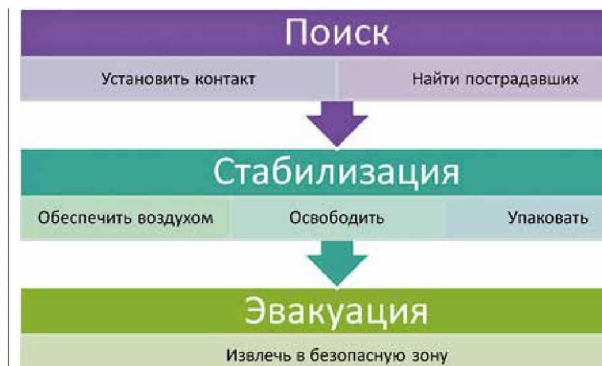 Поиск
Установить контакт Найти пострадавших
Стабилизация
Обеспечить воздухом Освободить Упаковать
Эвакуация
Извлечь в безопасную зону